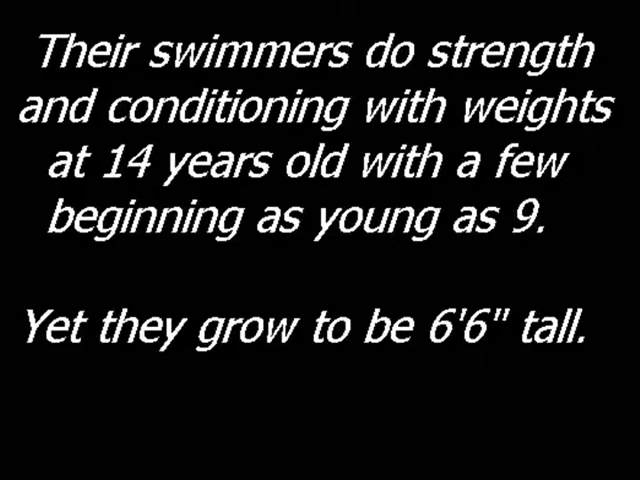 Their swimmers do strength
and conditioning with weights
at 14 years old with a few
beginning as young as 9.
Yet they grow to be 6'6" tall.